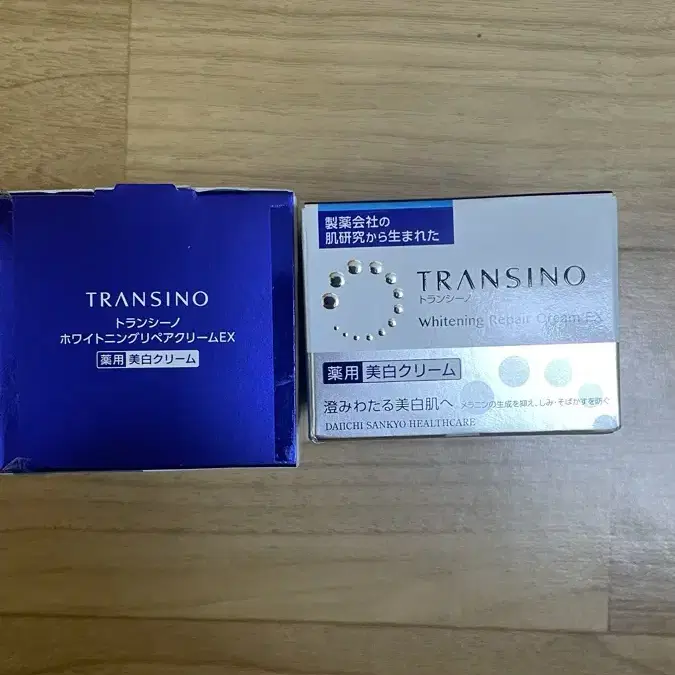 TRANSINO
トランシーノ
ホワイトニングリペアクリームEX
薬用 美白クリーム
製薬会社の
肌研究から生まれた
TRANSINO
トランシーノ
Whitening Repair Cream EX
薬用 美白クリーム
澄みわたる美白肌へ メラニンの生成を抑え、しみ・そばかすを防ぐ
DAIICHI SANKYO HEALTHCARE